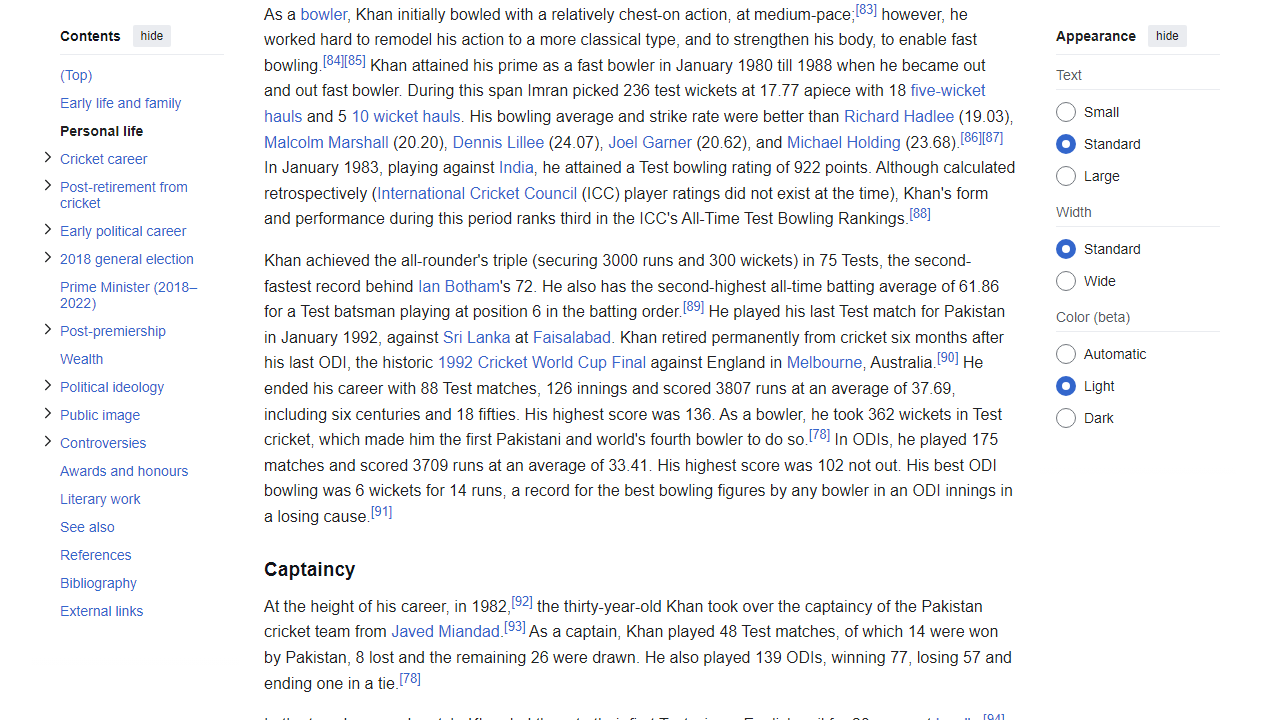 Contents hide
(Top)
Early life and family
Personal life
Cricket career
Post-retirement from
cricket
Early political career
2018 general election
Prime Minister (2018–
2022)
Post-premiership
Wealth
Political ideology
Public image
Controversies
Awards and honours
Literary work
See also
References
Bibliography
External links
As a bowler, Khan initially bowled with a relatively chest-on action, at medium-pace;[83] however, he
worked hard to remodel his action to a more classical type, and to strengthen his body, to enable fast
bowling.[84][85] Khan attained his prime as a fast bowler in January 1980 till 1988 when he became out
and out fast bowler. During this span Imran picked 236 test wickets at 17.77 apiece with 18 five-wicket
hauls and 5 10 wicket hauls. His bowling average and strike rate were better than Richard Hadlee (19.03),
Malcolm Marshall (20.20), Dennis Lillee (24.07), Joel Garner (20.62), and Michael Holding (23.68).[86][87]
In January 1983, playing against India, he attained a Test bowling rating of 922 points. Although calculated
retrospectively (International Cricket Council (ICC) player ratings did not exist at the time), Khan's form
and performance during this period ranks third in the ICC's All-Time Test Bowling Rankings.[88]
Khan achieved the all-rounder's triple (securing 3000 runs and 300 wickets) in 75 Tests, the second-
fastest record behind Ian Botham's 72. He also has the second-highest all-time batting average of 61.86
for a Test batsman playing at position 6 in the batting order.[89] He played his last Test match for Pakistan
in January 1992, against Sri Lanka at Faisalabad. Khan retired permanently from cricket six months after
his last ODI, the historic 1992 Cricket World Cup Final against England in Melbourne, Australia.[90] He
ended his career with 88 Test matches, 126 innings and scored 3807 runs at an average of 37.69,
including six centuries and 18 fifties. His highest score was 136. As a bowler, he took 362 wickets in Test
cricket, which made him the first Pakistani and world's fourth bowler to do so.[78] In ODIs, he played 175
matches and scored 3709 runs at an average of 33.41. His highest score was 102 not out. His best ODI
bowling was 6 wickets for 14 runs, a record for the best bowling figures by any bowler in an ODI innings in
a losing cause.[91]
Captaincy
At the height of his career, in 1982,[92] the thirty-year-old Khan took over the captaincy of the Pakistan
cricket team from Javed Miandad.[93] As a captain, Khan played 48 Test matches, of which 14 were won
by Pakistan, 8 lost and the remaining 26 were drawn. He also played 139 ODIs, winning 77, losing 57 and
ending one in a tie.[78]
[94]
Appearance hide
Text
Small
Standard
Large
Width
Standard
Wide
Color (beta)
Automatic
Light
Dark